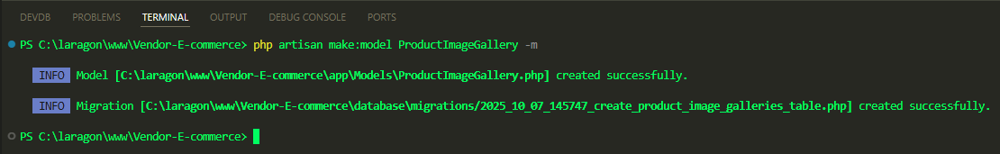 DEVDB PROBLEMS TERMINAL OUTPUT DEBUG CONSOLE PORTS
PS C:\laragon\www\Vendor-E-commerce> php artisan make:model ProductImageGallery -m
INFO Model [C:\laragon\www\Vendor-E-commerce\app\Models\ProductImageGallery.php] created successfully.
INFO Migration [C:\laragon\www\Vendor-E-commerce\database\migrations/2025_10_07_145747_create_product_image_galleries_table.php] created successfully.
PS C:\laragon\www\Vendor-E-commerce>